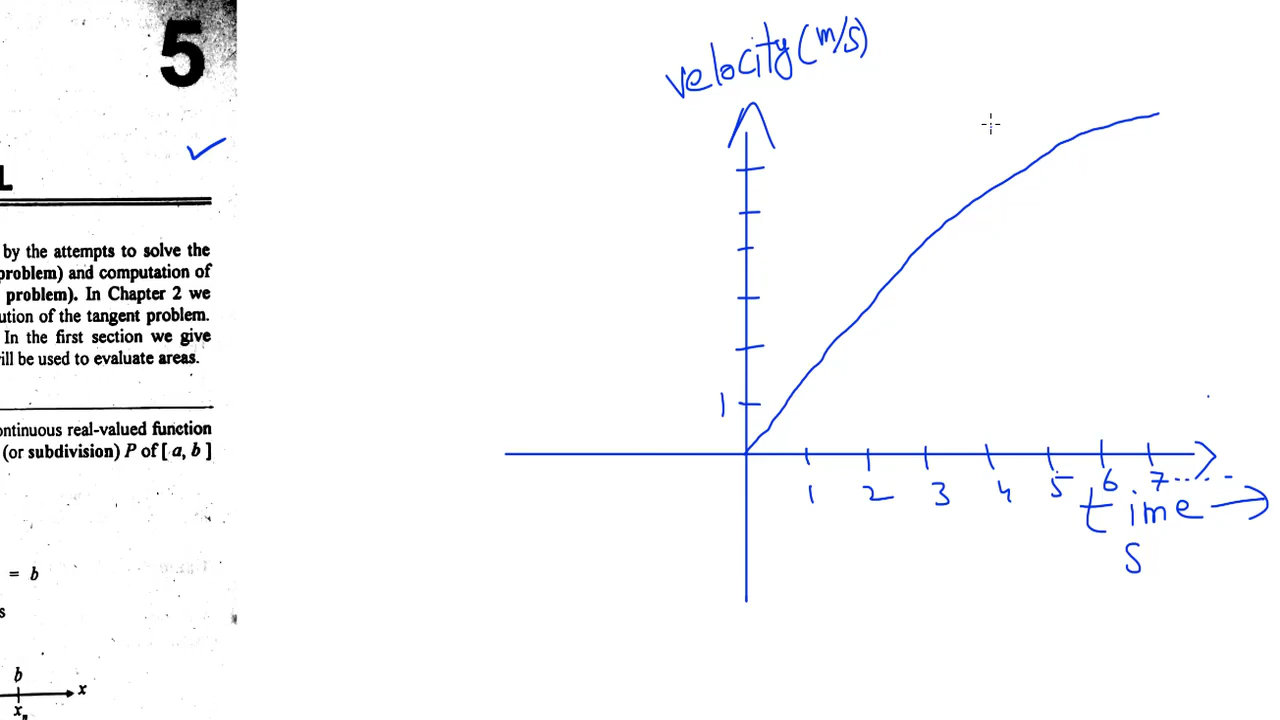 5
L
by the attempts to solve the
problem) and computation of
problem). In Chapter 2 we
ution of the tangent problem.
In the first section we give
ill be used to evaluate areas.
ontinuous real-valued function
(or subdivision) P of [a, b]
= b
s
b
x
xₙ
velocity (m/s)
1
1 2 3 4 5 6 7.....
time →
s